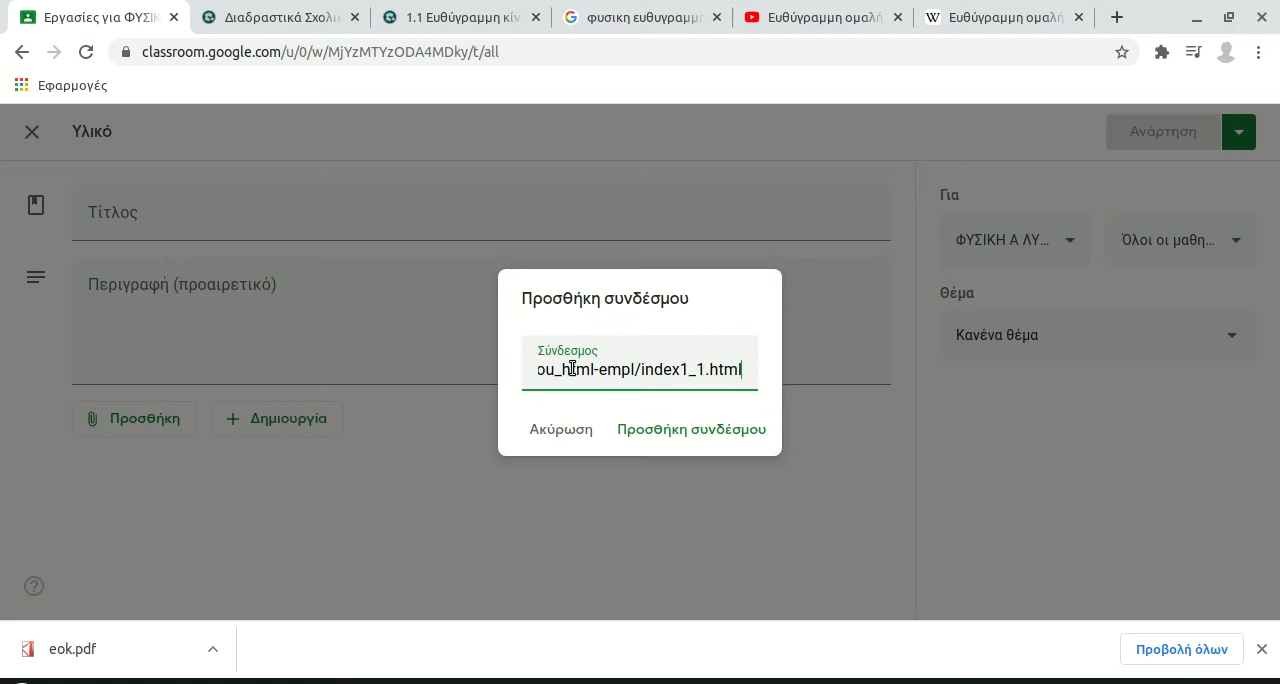 Εργασίες για ΦΥΣΙΚ
Διαδραστικά Σχολι
1.1 Ευθύγραμμη κίν
φυσικη ευθυγραμμ
Ευθύγραμμη ομαλή
Ευθύγραμμη ομαλή
classroom.google.com/u/0/w/MjYzMTYzODA4MDky/t/all
Εφαρμογές
Υλικό
Ανάρτηση
Τίτλος
Περιγραφή (προαιρετικό)
Προσθήκη
Δημιουργία
Για
ΦΥΣΙΚΗ Α ΛΥ...
Όλοι οι μαθη...
Θέμα
Κανένα θέμα
Προσθήκη συνδέσμου
Σύνδεσμος
ou_html-empl/index1_1.html
Ακύρωση
Προσθήκη συνδέσμου
eok.pdf
Προβολή όλων